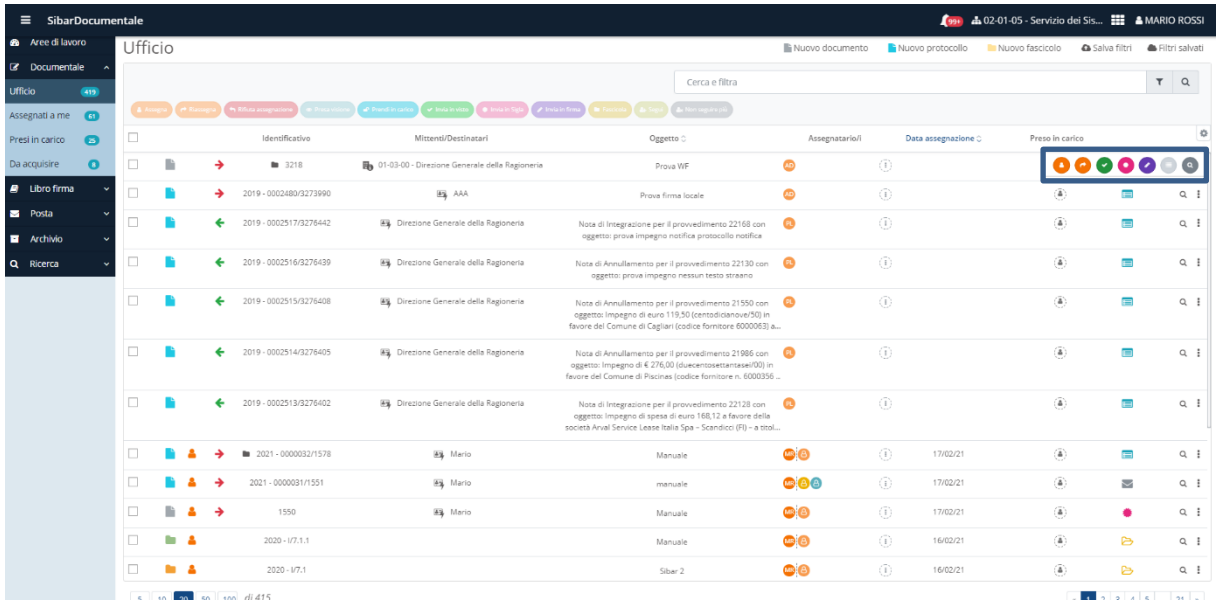 SibarDocumentale
99+ 02-01-05 - Servizio dei Sis... MARIO ROSSI
Aree di lavoro
Documentale
Ufficio 419
Assegnati a me 61
Presi in carico 25
Da acquisire
Libro firma
Posta
Archivio
Ricerca
Ufficio
Nuovo documento Nuovo protocollo Nuovo fascicolo Salva filtri Filtri salvati
Cerca e filtra
Assegna Riassegna Rifiuta assegnazione Presa visione Prendi in carico Invia in visto Invia in Sigla Invia in firma Fascicola Segui Non seguire più
Identificativo Mittenti/Destinatari Oggetto Assegnatario/i Data assegnazione Preso in carico
3218 01-03-00 - Direzione Generale della Ragioneria Prova WF AD
2019 - 0002480/3273990 AAA Prova firma locale AD
2019 - 0002517/3276442 Direzione Generale della Ragioneria Nota di Integrazione per il provvedimento 22168 con PL
oggetto: prova impegno notifica protocollo notifica
2019 - 0002516/3276439 Direzione Generale della Ragioneria Nota di Annullamento per il provvedimento 22130 con PL
oggetto: prova impegno nessun testo straano
2019 - 0002515/3276408 Direzione Generale della Ragioneria Nota di Annullamento per il provvedimento 21550 con PL
oggetto: Impegno di euro 119,50 (centodicianove/50) in
favore del Comune di Cagliari (codice fornitore 6000063) a...
2019 - 0002514/3276405 Direzione Generale della Ragioneria Nota di Annullamento per il provvedimento 21986 con PL
oggetto: Impegno di € 276,00 (duecentosettantasei/00) in
favore del Comune di Piscinas (codice fornitore n. 6000356 ...
2019 - 0002513/3276402 Direzione Generale della Ragioneria Nota di Integrazione per il provvedimento 22128 con PL
oggetto: Impegno di spesa di euro 168,12 a favore della
società Arval Service Lease Italia Spa – Scandicci (FI) – a titol...
2021 - 0000032/1578 Mario Manuale MR 17/02/21
2021 - 0000031/1551 Mario manuale MR 17/02/21
1550 Mario Manuale MR 17/02/21
2020 - I/7.1.1 Manuale MR 16/02/21
2020 - I/7.1 Sibar 2 MR 16/02/21
5 10 20 50 100 di 415 « 1 2 3 4 5 ... 21 »